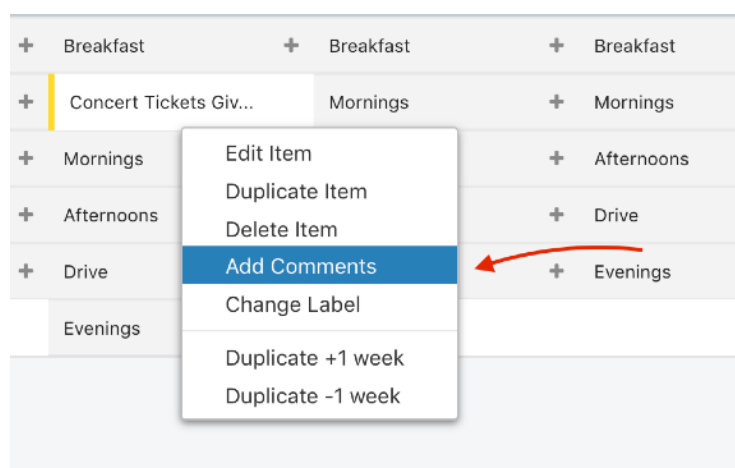 + Breakfast + Breakfast + Breakfast
+ Concert Tickets Giv... Mornings + Mornings
+ Mornings + Afternoons
+ Afternoons + Drive
+ Drive + Evenings
Evenings
Edit Item
Duplicate Item
Delete Item
Add Comments
Change Label
Duplicate +1 week
Duplicate -1 week